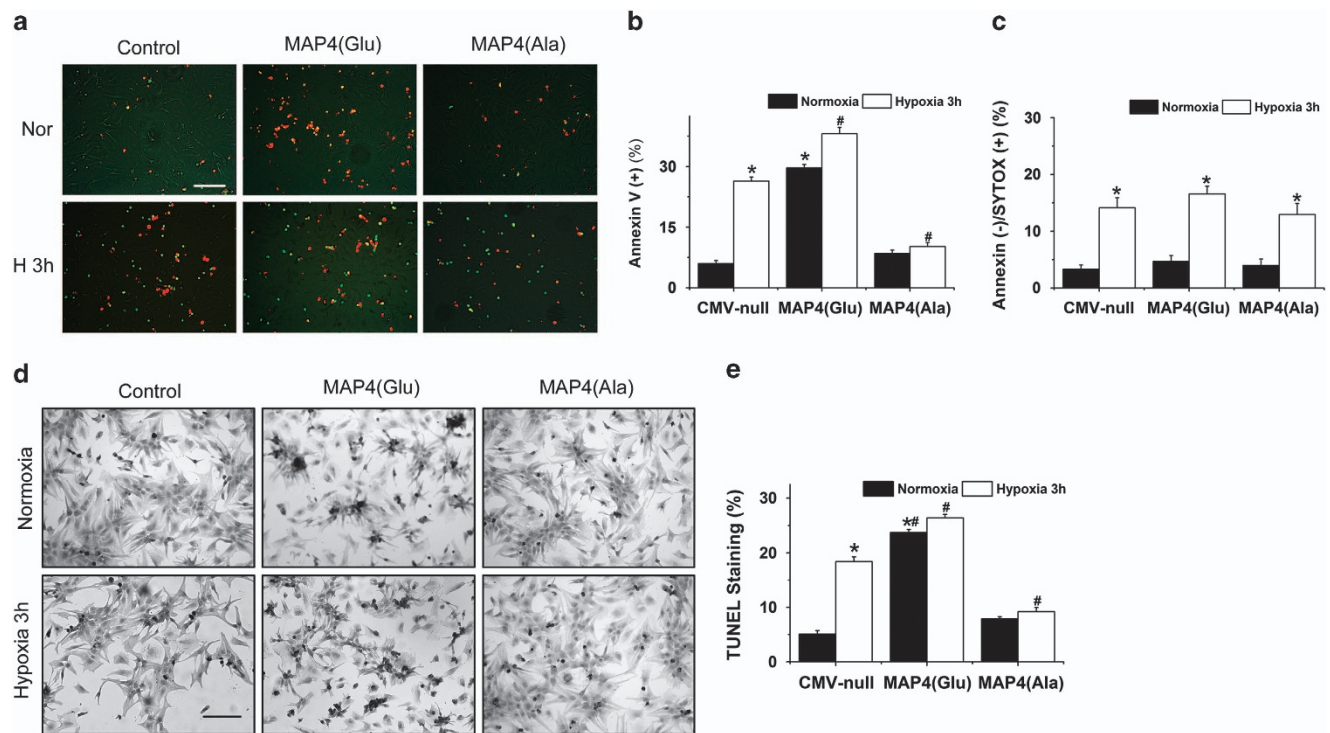 a
Control
MAP4(Glu)
MAP4(Ala)
Nor
H 3h
b
Normoxia
Hypoxia 3h
Annexin V (+) (%)
30
15
0
*
*
#
#
CMV-null
MAP4(Glu)
MAP4(Ala)
c
Normoxia
Hypoxia 3h
Annexin (-)/SYTOX (+) (%)
30
20
10
0
*
*
*
CMV-null
MAP4(Glu)
MAP4(Ala)
d
Control
MAP4(Glu)
MAP4(Ala)
Normoxia
Hypoxia 3h
e
Normoxia
Hypoxia 3h
TUNEL Staining (%)
30
20
10
0
*
*#
#
#
CMV-null
MAP4(Glu)
MAP4(Ala)